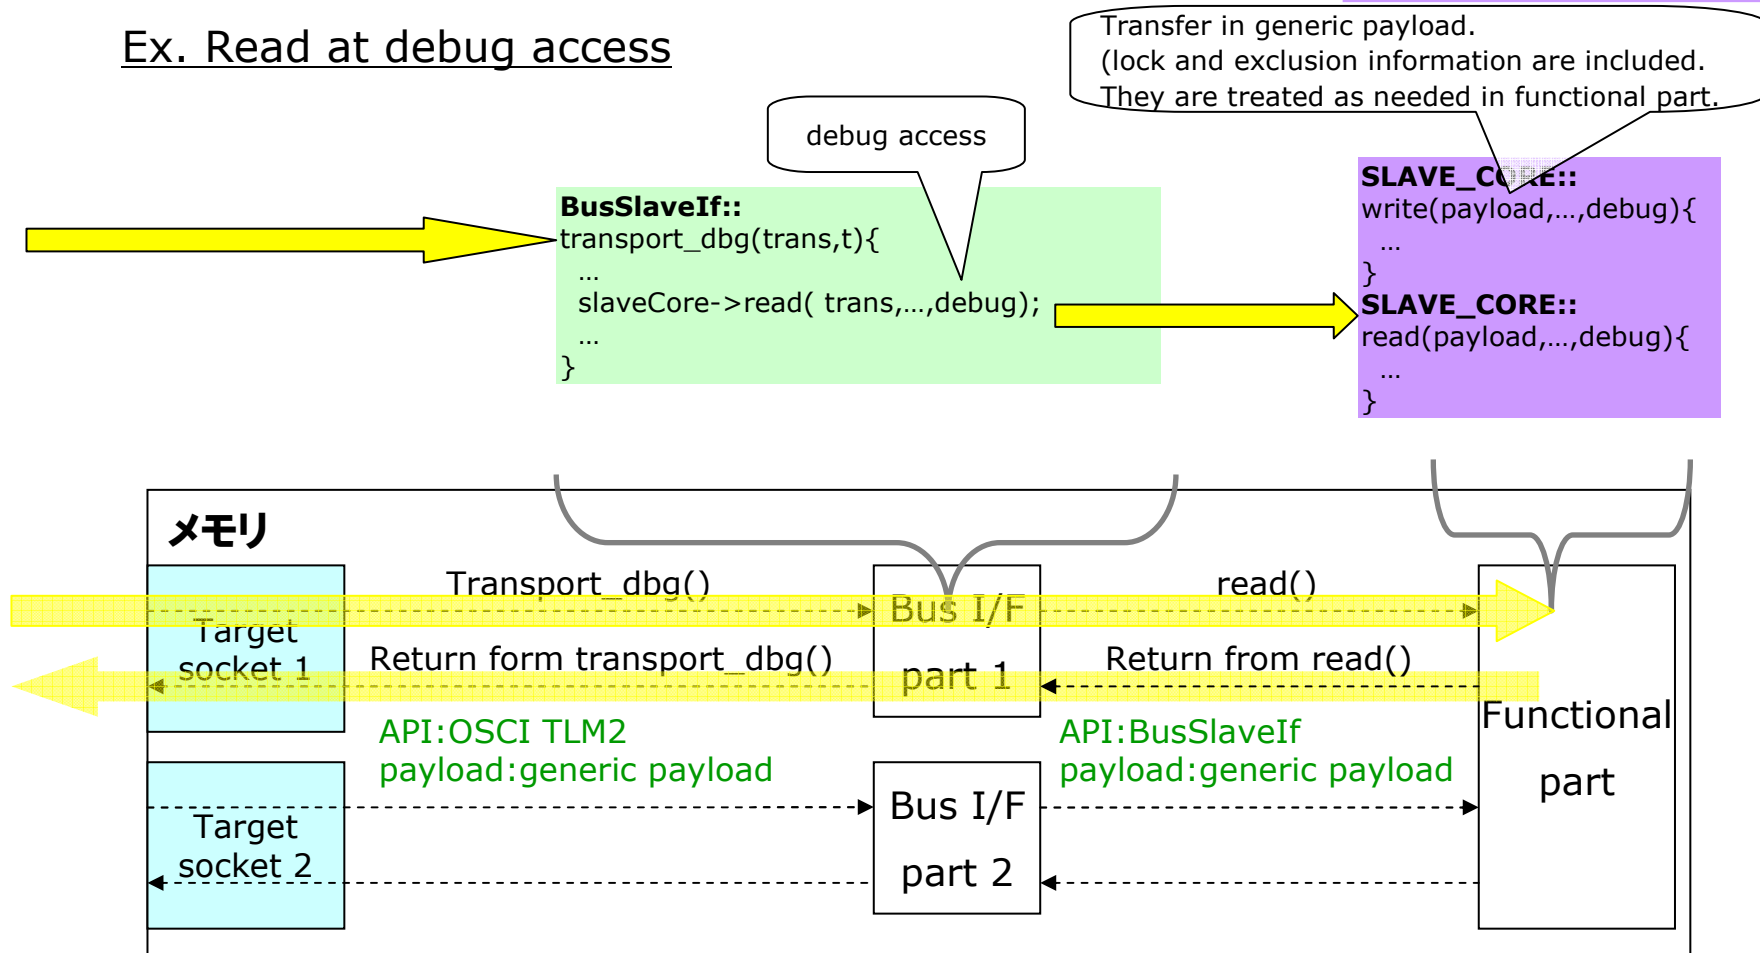 Ex. Read at debug access
Transfer in generic payload.
(lock and exclusion information are included.
They are treated as needed in functional part.
debug access
BusSlaveIf::
transport_dbg(trans,t){
…
slaveCore->read( trans,…,debug);
…
}
SLAVE_CORE::
write(payload,…,debug){
…
}
SLAVE_CORE::
read(payload,…,debug){
…
}
メモリ
Transport_dbg()
read()
Target
socket 1
Bus I/F
part 1
Return form transport_dbg()
Return from read()
API:OSCI TLM2
payload:generic payload
API:BusSlaveIf
payload:generic payload
Functional
part
Target
socket 2
Bus I/F
part 2